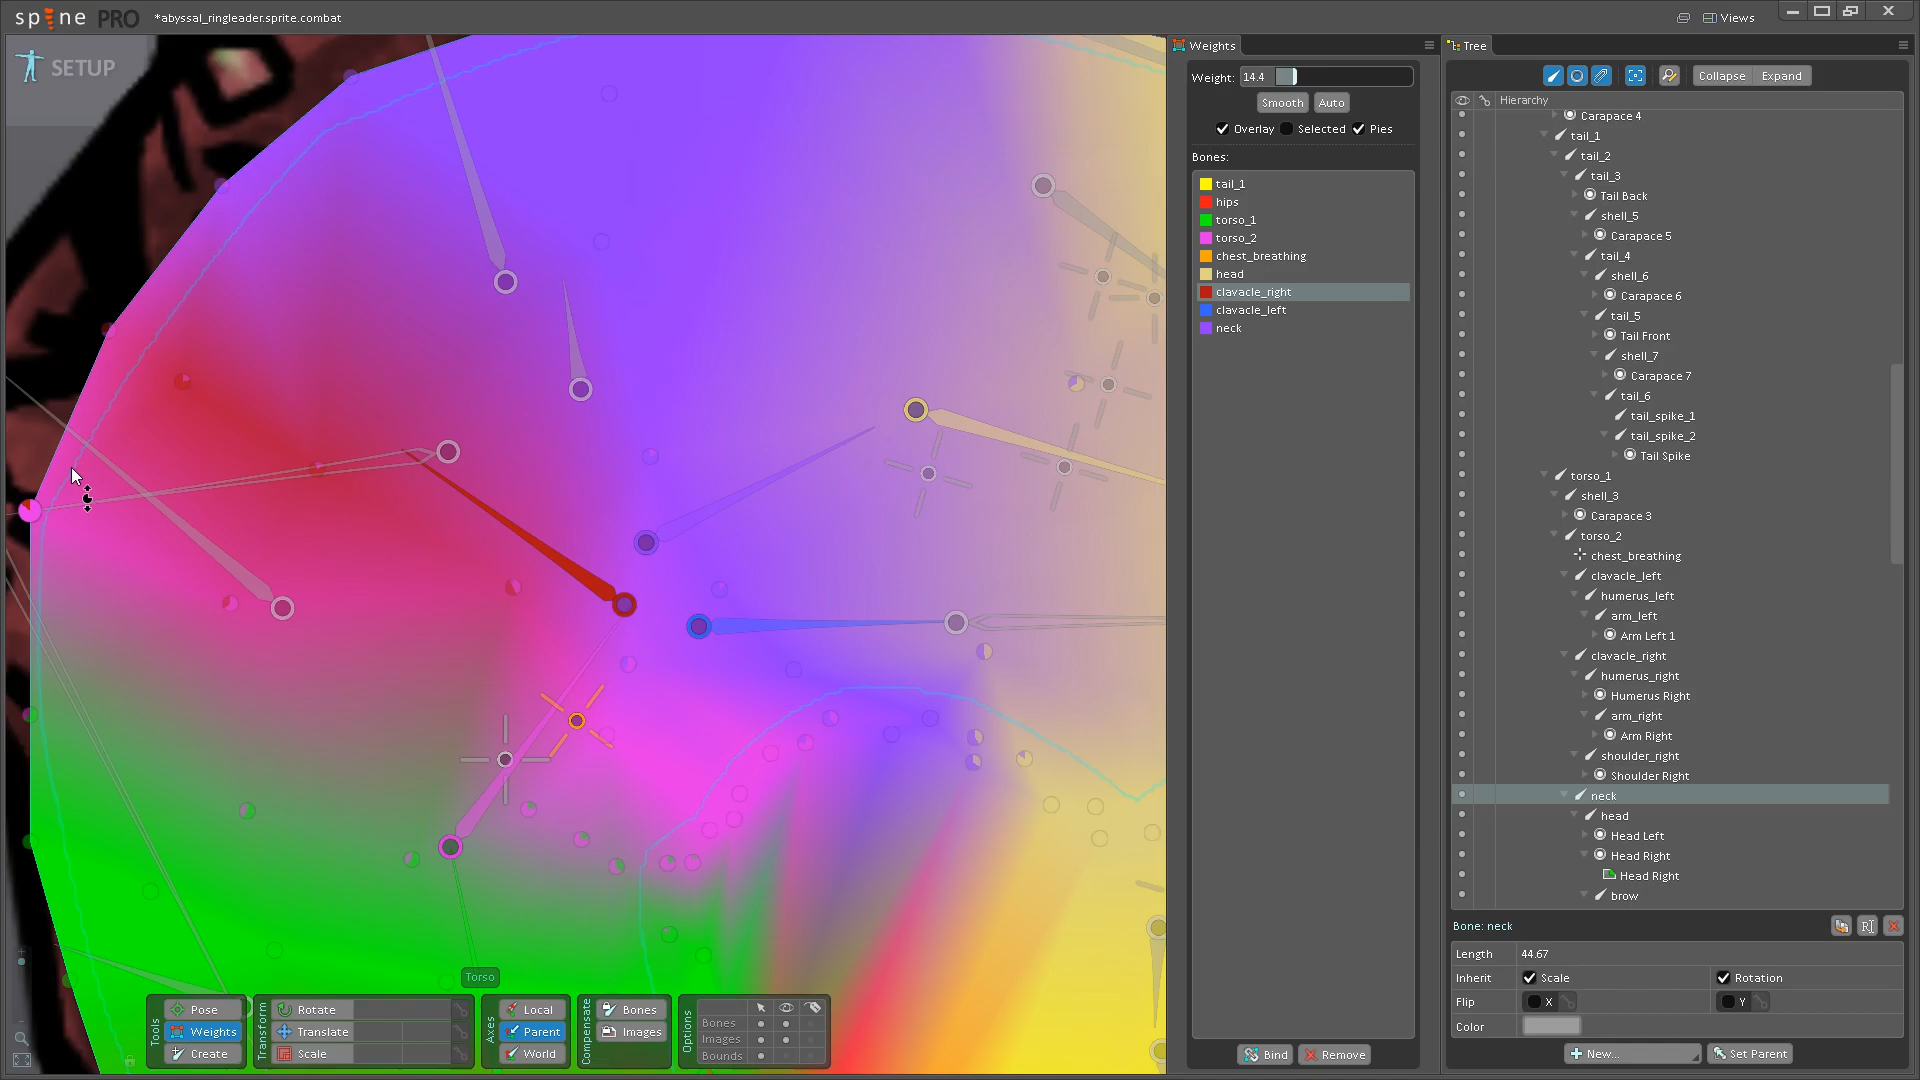 spine PRO *abyssal_ringleader.sprite.combat
Views
SETUP
Weights
Weight: 14.4
Smooth Auto
Overlay Selected Pies
Bones:
tail_1
hips
torso_1
torso_2
chest_breathing
head
clavacle_right
clavacle_left
neck
Bind Remove
Tree
Collapse Expand
Hierarchy
Carapace 4
tail_1
tail_2
tail_3
Tail Back
shell_5
Carapace 5
tail_4
shell_6
Carapace 6
tail_5
Tail Front
shell_7
Carapace 7
tail_6
tail_spike_1
tail_spike_2
Tail Spike
torso_1
shell_3
Carapace 3
torso_2
chest_breathing
clavacle_left
humerus_left
arm_left
Arm Left 1
clavacle_right
humerus_right
Humerus Right
arm_right
Arm Right
shoulder_right
Shoulder Right
neck
head
Head Left
Head Right
Head Right
brow
Bone: neck
Length 44.67
Inherit Scale Rotation
Flip X Y
Color
New... Set Parent
Torso
Tools
Pose
Weights
Create
Transform
Rotate
Translate
Scale
Axes
Local
Parent
World
Compensate
Bones
Images
Options
Bones
Images
Bounds